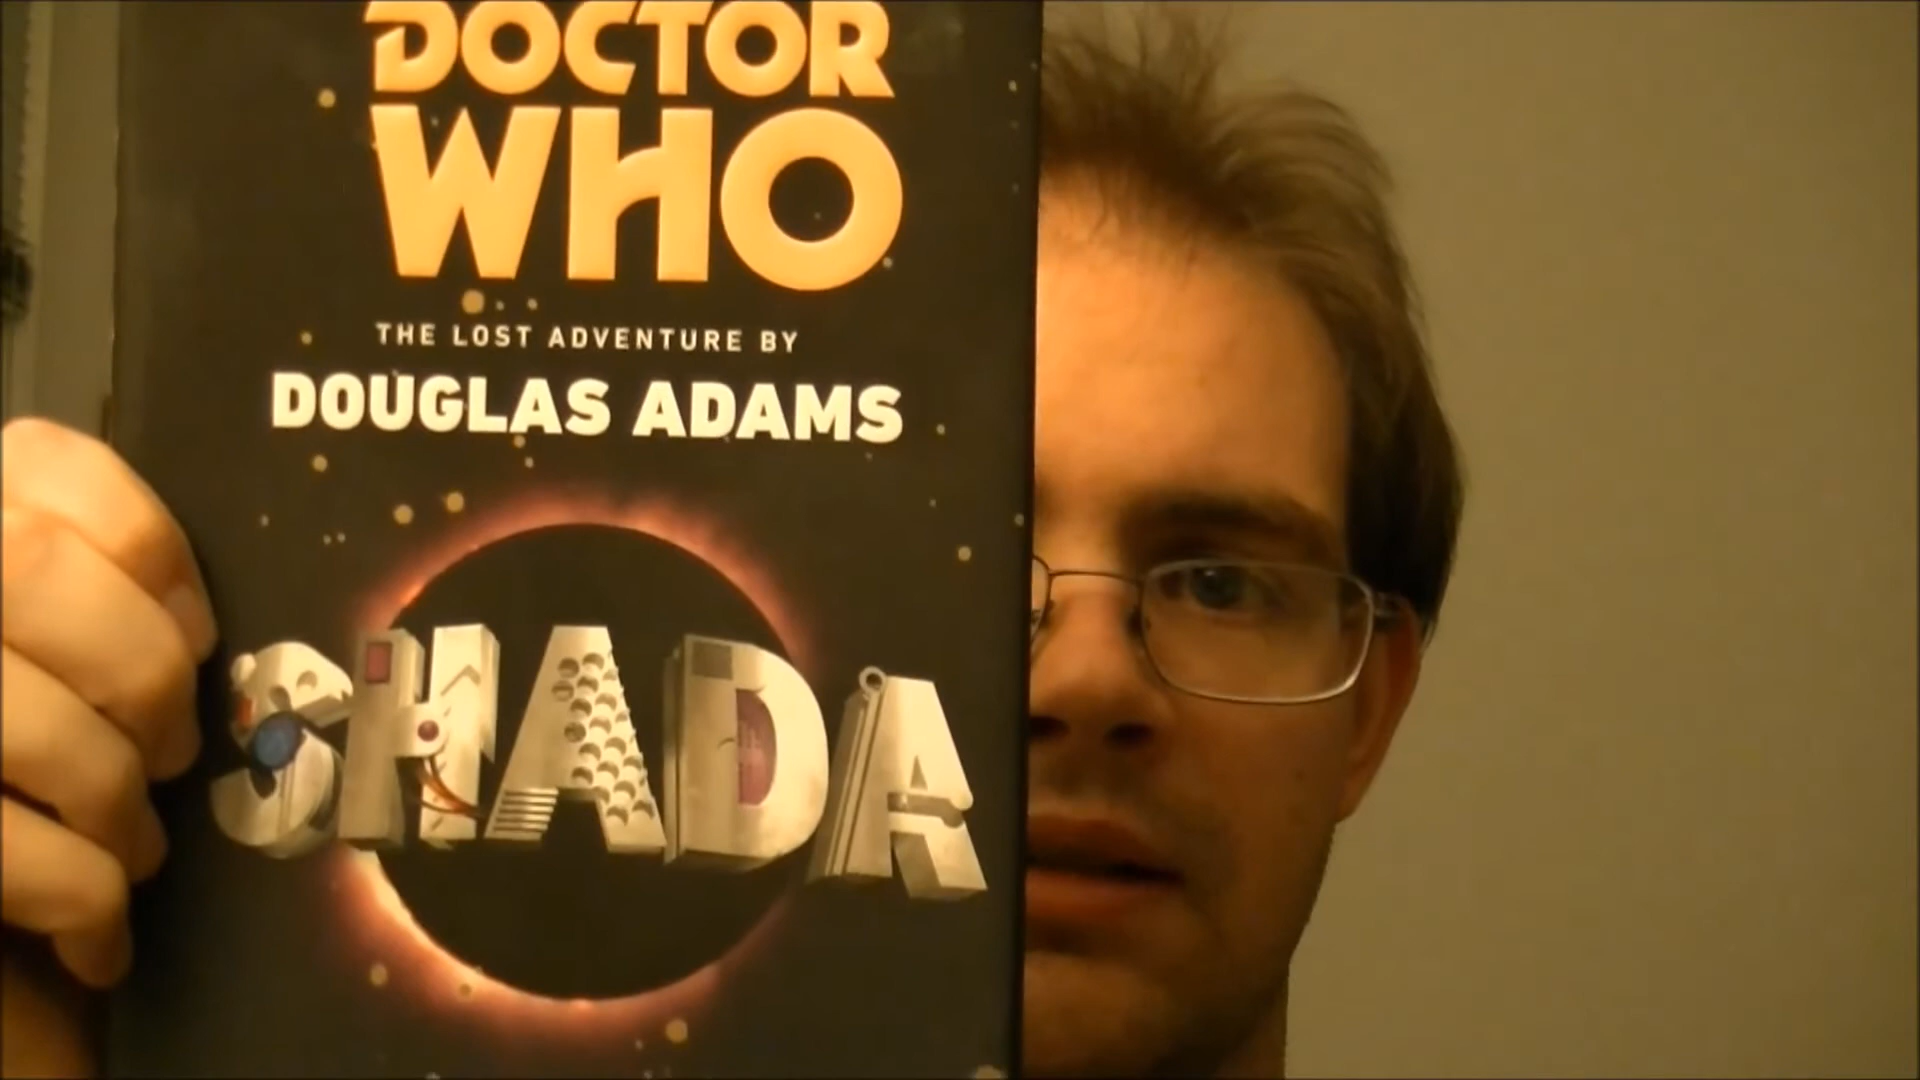 DOCTOR
WHO
THE LOST ADVENTURE BY
DOUGLAS ADAMS
SHADA